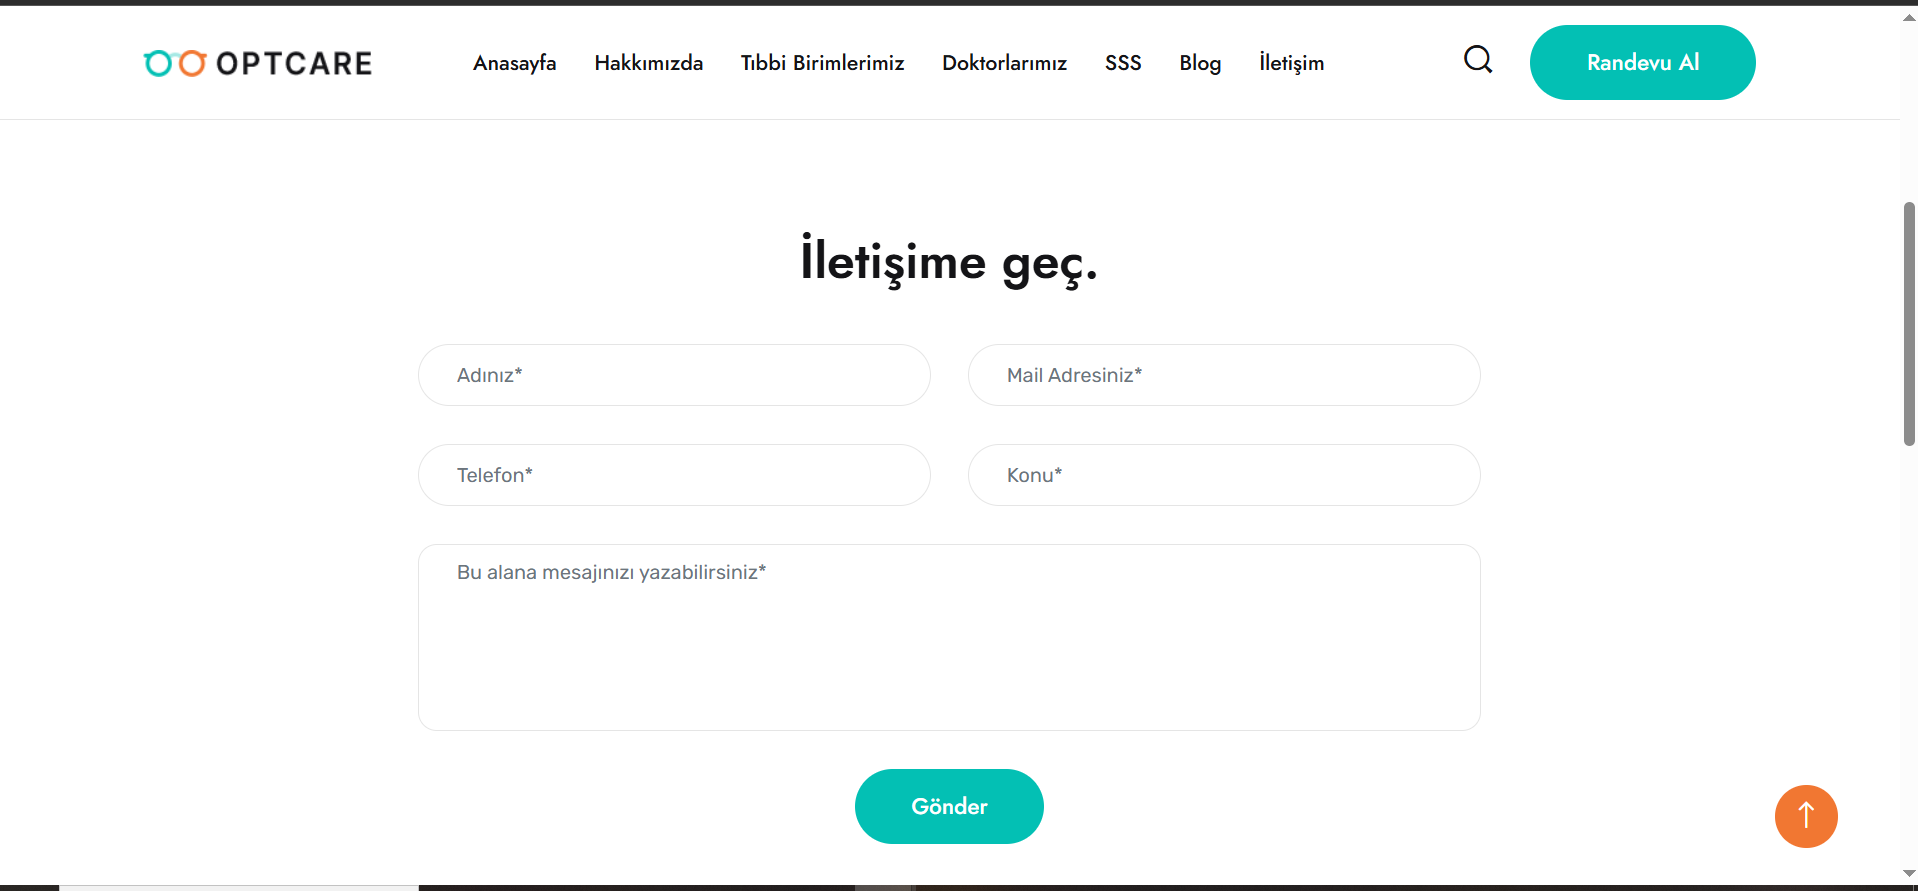 OPTCARE
Anasayfa Hakkımızda Tıbbi Birimlerimiz Doktorlarımız SSS Blog İletişim
Randevu Al
İletişime geç.
Adınız* Mail Adresiniz*
Telefon* Konu*
Bu alana mesajınızı yazabilirsiniz*
Gönder